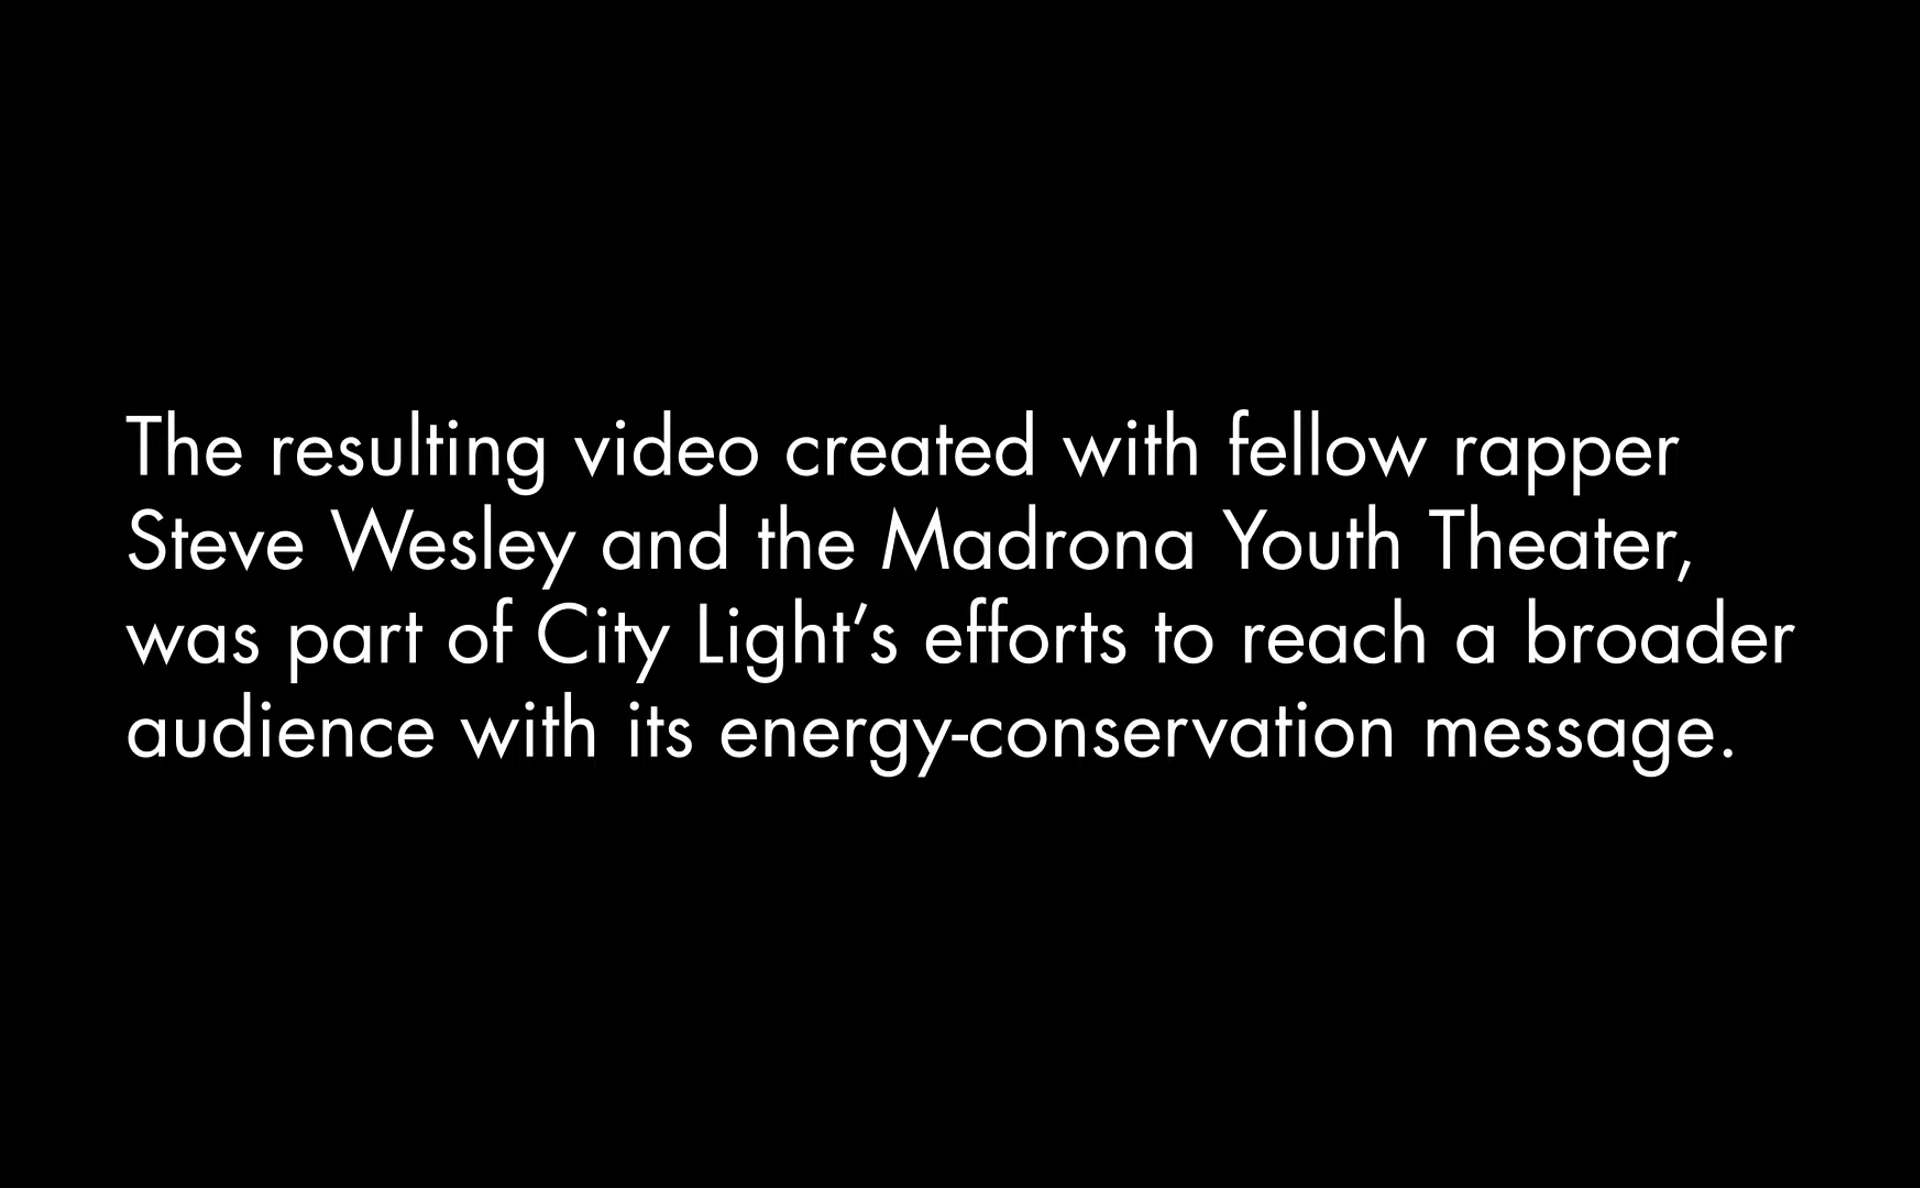 The resulting video created with fellow rapper
Steve Wesley and the Madrona Youth Theater,
was part of City Light’s efforts to reach a broader
audience with its energy-conservation message.